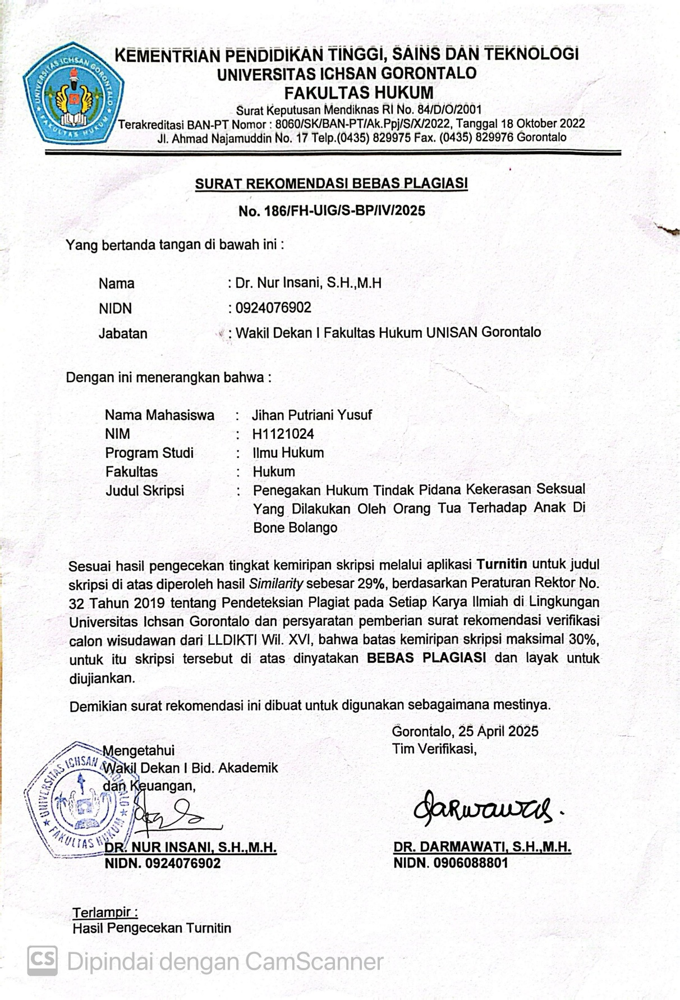 KEMENTRIAN PENDIDIKAN TINGGI, SAINS DAN TEKNOLOGI
UNIVERSITAS ICHSAN GORONTALO
FAKULTAS HUKUM
Surat Keputusan Mendiknas RI No. 84/D/O/2001
Terakreditasi BAN-PT Nomor : 8060/SK/BAN-PT/Ak.Ppj/S/X/2022, Tanggal 18 Oktober 2022
Jl. Ahmad Najamuddin No. 17 Telp.(0435) 829975 Fax. (0435) 829976 Gorontalo
UNIVERSITAS ICHSAN GORONTALO
FAKULTAS HUKUM
SURAT REKOMENDASI BEBAS PLAGIASI
No. 186/FH-UIG/S-BP/IV/2025
Yang bertanda tangan di bawah ini :
Nama : Dr. Nur Insani, S.H.,M.H
NIDN : 0924076902
Jabatan : Wakil Dekan I Fakultas Hukum UNISAN Gorontalo
Dengan ini menerangkan bahwa :
Nama Mahasiswa : Jihan Putriani Yusuf
NIM : H1121024
Program Studi : Ilmu Hukum
Fakultas : Hukum
Judul Skripsi : Penegakan Hukum Tindak Pidana Kekerasan Seksual
Yang Dilakukan Oleh Orang Tua Terhadap Anak Di
Bone Bolango
Sesuai hasil pengecekan tingkat kemiripan skripsi melalui aplikasi Turnitin untuk judul
skripsi di atas diperoleh hasil Similarity sebesar 29%, berdasarkan Peraturan Rektor No.
32 Tahun 2019 tentang Pendeteksian Plagiat pada Setiap Karya Ilmiah di Lingkungan
Universitas Ichsan Gorontalo dan persyaratan pemberian surat rekomendasi verifikasi
calon wisudawan dari LLDIKTI Wil. XVI, bahwa batas kemiripan skripsi maksimal 30%,
untuk itu skripsi tersebut di atas dinyatakan BEBAS PLAGIASI dan layak untuk
diujiankan.
Demikian surat rekomendasi ini dibuat untuk digunakan sebagaimana mestinya.
Gorontalo, 25 April 2025
Tim Verifikasi,
Mengetahui
Wakil Dekan I Bid. Akademik
dan Keuangan,
UNIVERSITAS ICHSAN GORONTALO
FAKULTAS HUKUM
DR. NUR INSANI, S.H.,M.H.
NIDN. 0924076902
DR. DARMAWATI, S.H.,M.H.
NIDN. 0906088801
Terlampir :
Hasil Pengecekan Turnitin
CS Dipindai dengan CamScanner